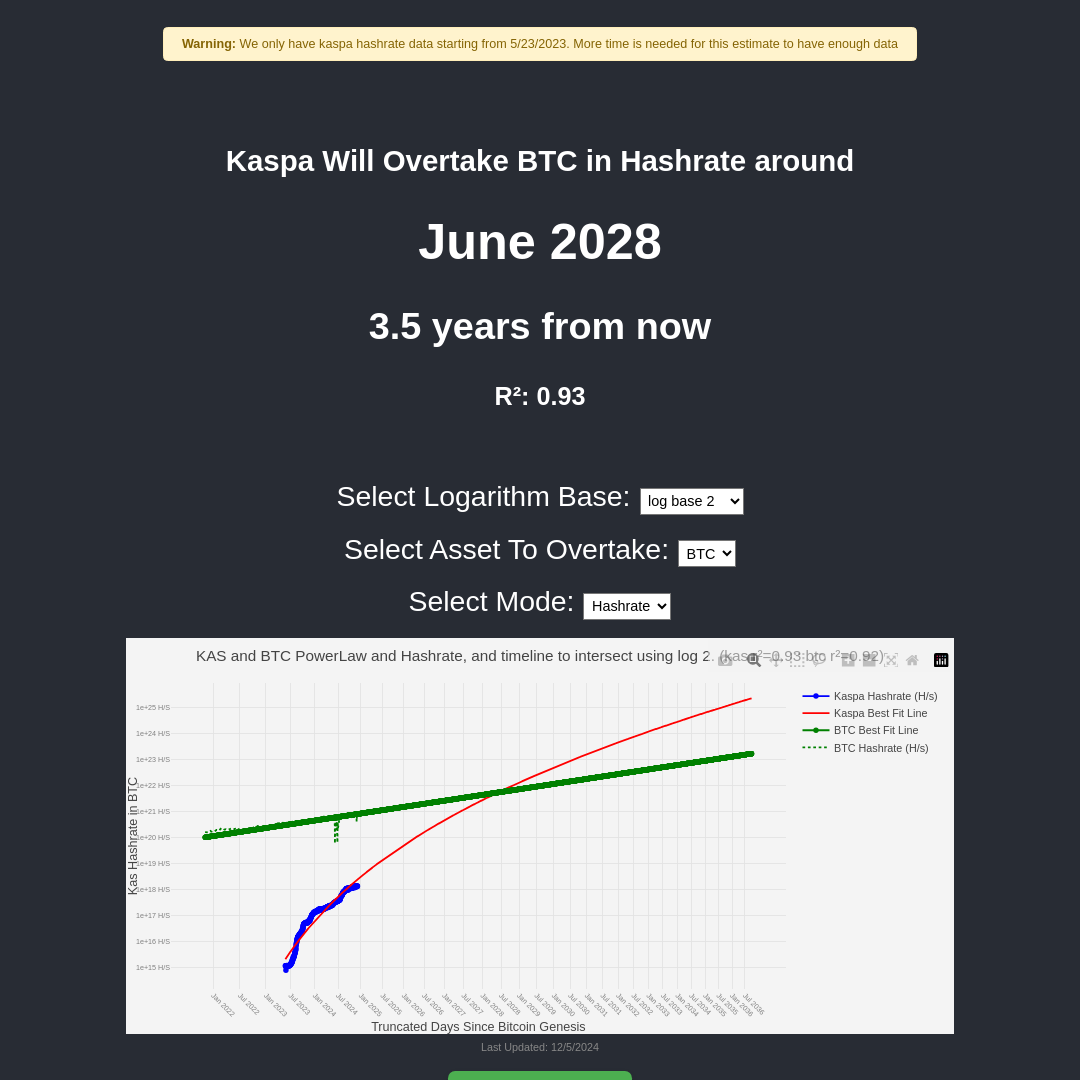 Warning: We only have kaspa hashrate data starting from 5/23/2023. More time is needed for this estimate to have enough data
Kaspa Will Overtake BTC in Hashrate around
June 2028
3.5 years from now
R²: 0.93
Select Logarithm Base: log base 2
Select Asset To Overtake: BTC
Select Mode: Hashrate
KAS and BTC PowerLaw and Hashrate, and timeline to intersect using log 2. (kas r²=0.93 btc r²=0.92)
Kaspa Hashrate (H/s)
Kaspa Best Fit Line
BTC Best Fit Line
BTC Hashrate (H/s)
Kas Hashrate in BTC
1e+25 H/S
1e+24 H/S
1e+23 H/S
1e+22 H/S
1e+21 H/S
1e+20 H/S
1e+19 H/S
1e+18 H/S
1e+17 H/S
1e+16 H/S
1e+15 H/S
Jan 2022
Jul 2022
Jan 2023
Jul 2023
Jan 2024
Jul 2024
Jan 2025
Jul 2025
Jan 2026
Jul 2026
Jan 2027
Jul 2027
Jan 2028
Jul 2028
Jan 2029
Jul 2029
Jan 2030
Jul 2030
Jan 2031
Jul 2031
Jan 2032
Jul 2032
Jan 2033
Jul 2033
Jan 2034
Jul 2034
Jan 2035
Jul 2035
Jan 2036
Jul 2036
Truncated Days Since Bitcoin Genesis
Last Updated: 12/5/2024